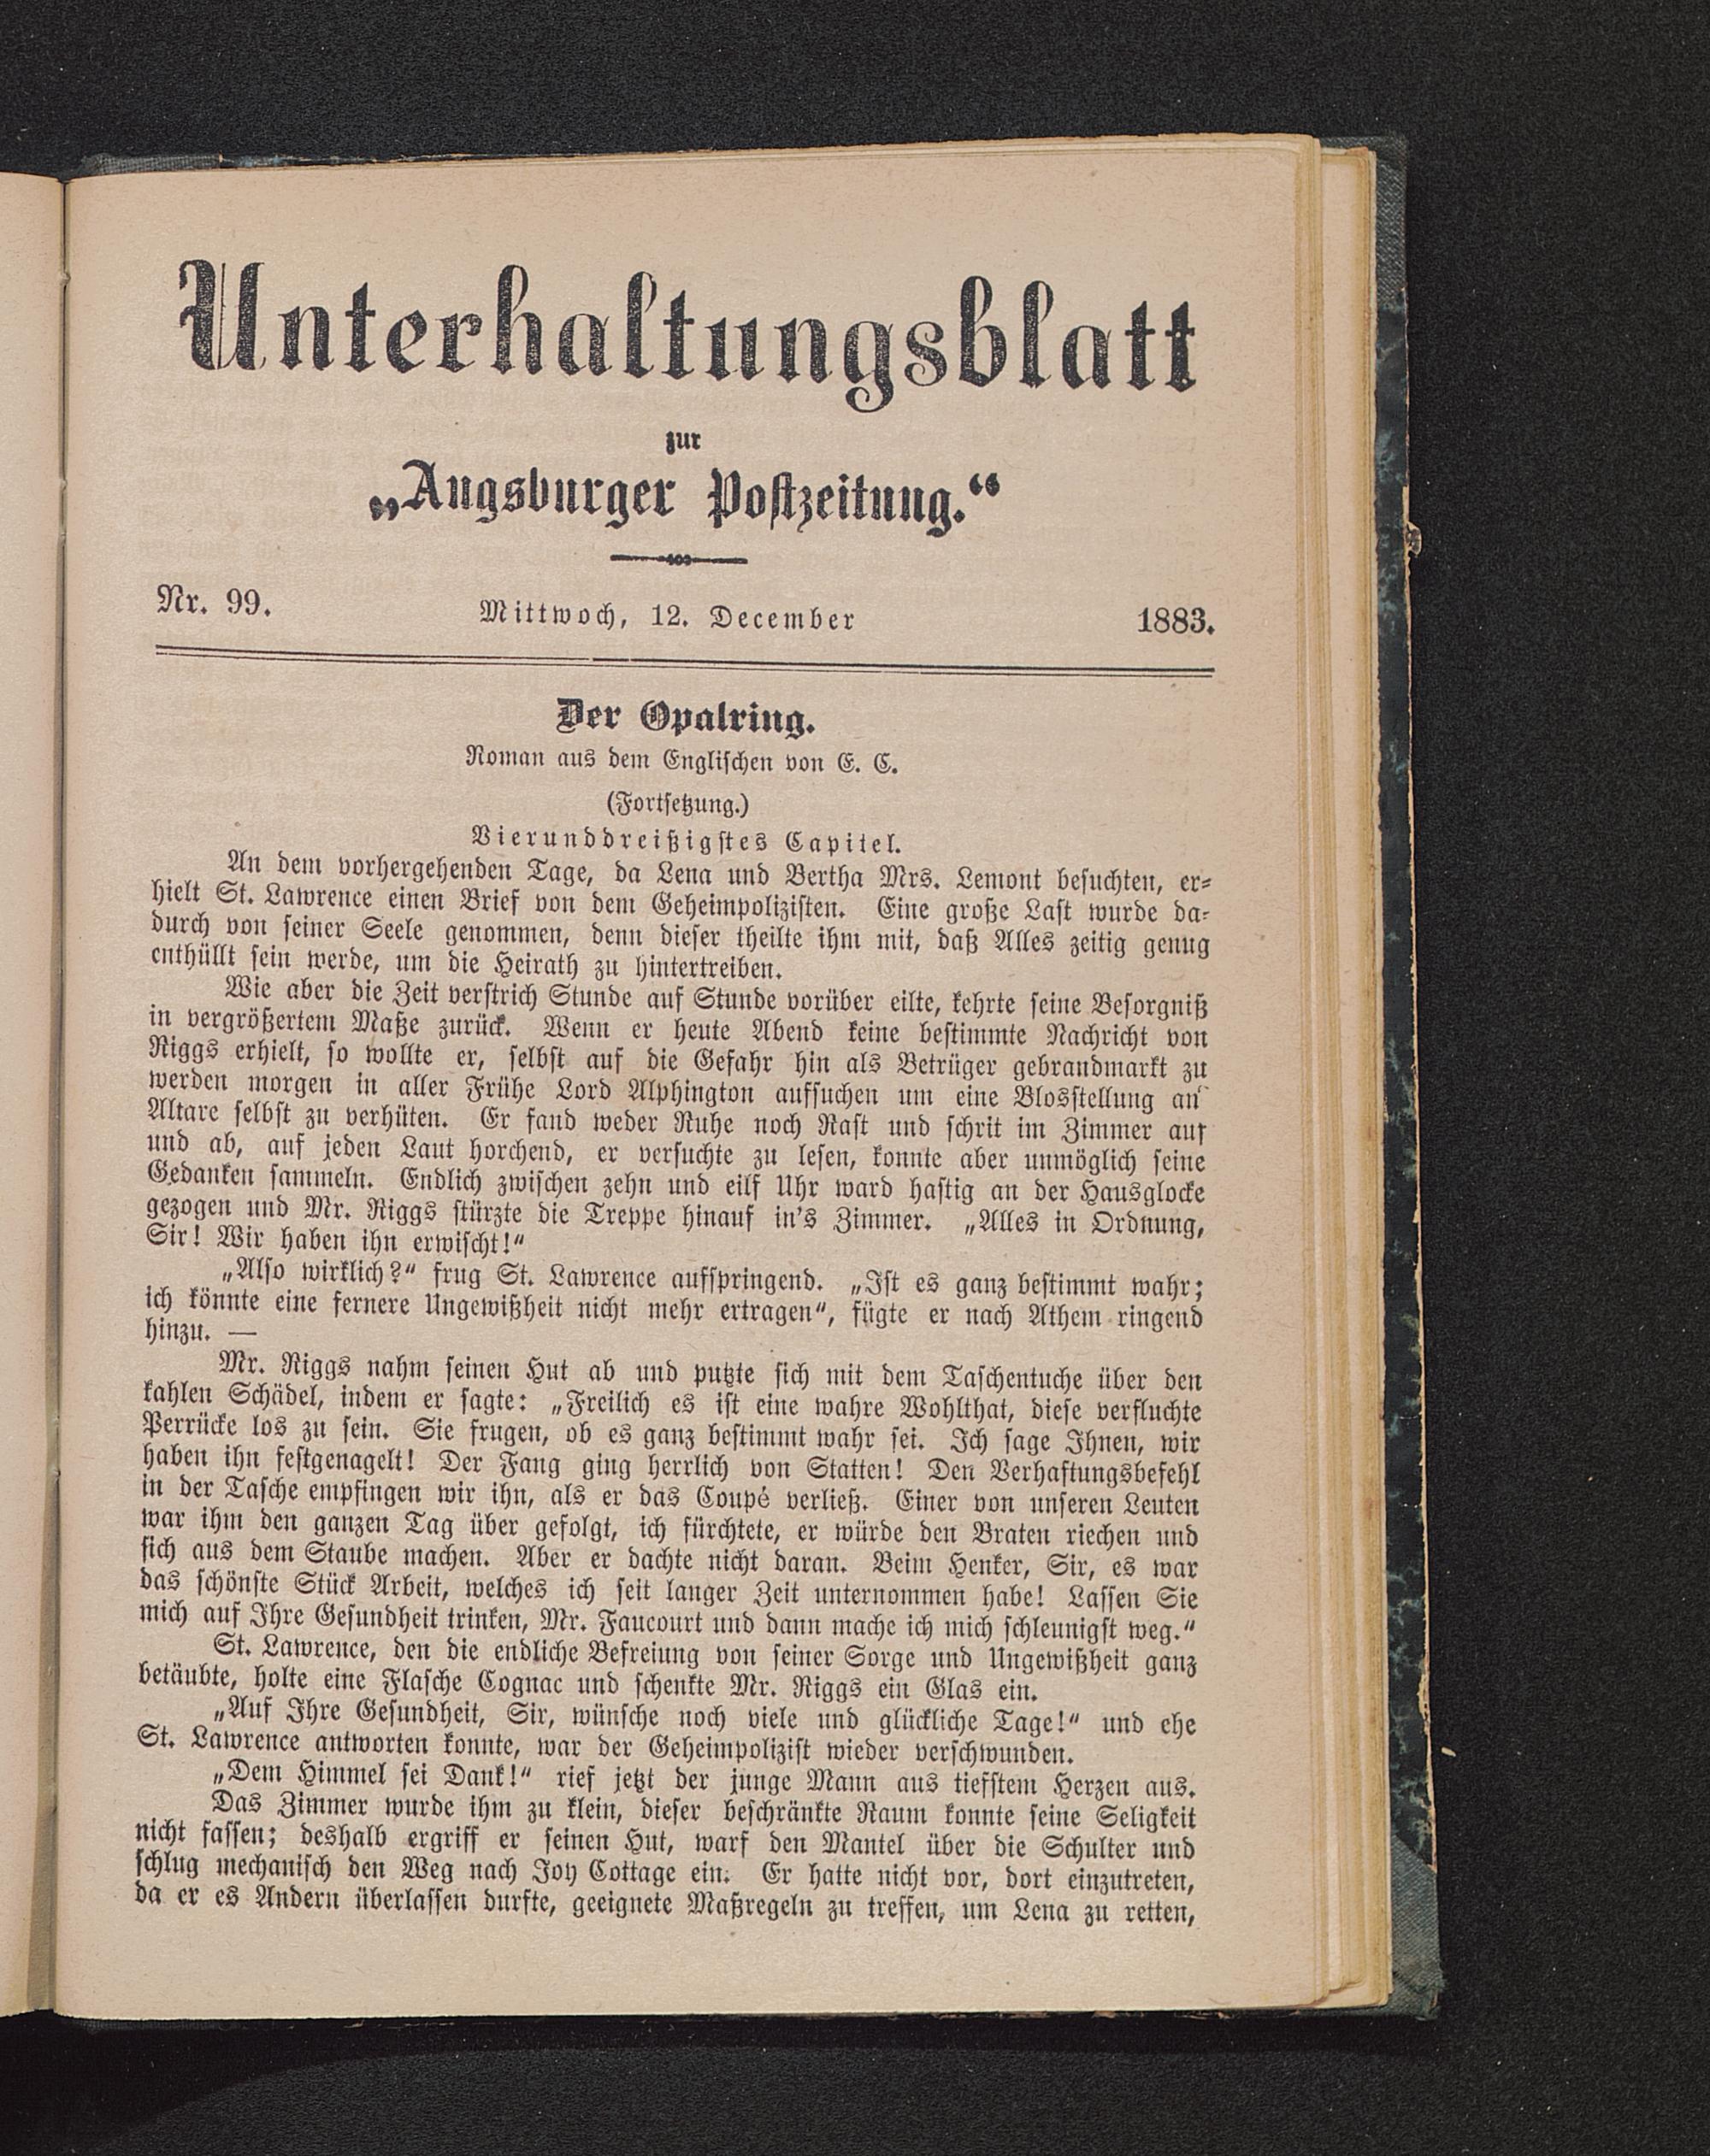 Unterhaltungsblatt
zur
„Augsburger Postzeitung.“
Nr. 99. Mittwoch, 12. December 1883.
Der Opalring.
Roman aus dem Englischen von E. C.
(Fortsetzung.)
Vierunddreißigstes Capitel.
An dem vorhergehenden Tage, da Lena und Bertha Mrs. Lemont besuchten, er-
hielt St. Lawrence einen Brief von dem Geheimpolizisten. Eine große Last wurde da-
durch von seiner Seele genommen, denn dieser theilte ihm mit, daß Alles zeitig genug
enthüllt sein werde, um die Heirath zu hintertreiben.
Wie aber die Zeit verstrich Stunde auf Stunde vorüber eilte, kehrte seine Besorgniß
in vergrößertem Maße zurück. Wenn er heute Abend keine bestimmte Nachricht von
Riggs erhielt, so wollte er, selbst auf die Gefahr hin als Betrüger gebrandmarkt zu
werden morgen in aller Frühe Lord Alphington aufsuchen um eine Blosstellung an
Altare selbst zu verhüten. Er fand weder Ruhe noch Rast und schrit im Zimmer auf
und ab, auf jeden Laut horchend, er versuchte zu lesen, konnte aber unmöglich seine
Gedanken sammeln. Endlich zwischen zehn und eilf Uhr ward hastig an der Hausglocke
gezogen und Mr. Riggs stürzte die Treppe hinauf in's Zimmer. „Alles in Ordnung,
Sir! Wir haben ihn erwischt!“
„Also wirklich?“ frug St. Lawrence aufspringend. „Ist es ganz bestimmt wahr;
ich könnte eine fernere Ungewißheit nicht mehr ertragen“, fügte er nach Athem ringend
hinzu. —
Mr. Riggs nahm seinen Hut ab und putzte sich mit dem Taschentuche über den
kahlen Schädel, indem er sagte: „Freilich es ist eine wahre Wohlthat, diese verfluchte
Perrücke los zu sein. Sie frugen, ob es ganz bestimmt wahr sei. Ich sage Ihnen, wir
haben ihn festgenagelt! Der Fang ging herrlich von Statten! Den Verhaftungsbefehl
in der Tasche empfingen wir ihn, als er das Coupé verließ. Einer von unseren Leuten
war ihm den ganzen Tag über gefolgt, ich fürchtete, er würde den Braten riechen und
sich aus dem Staube machen. Aber er dachte nicht daran. Beim Henker, Sir, es war
das schönste Stück Arbeit, welches ich seit langer Zeit unternommen habe! Lassen Sie
mich auf Ihre Gesundheit trinken, Mr. Faucourt und dann mache ich mich schleunigst weg.“
St. Lawrence, den die endliche Befreiung von seiner Sorge und Ungewißheit ganz
betäubte, holte eine Flasche Cognac und schenkte Mr. Riggs ein Glas ein.
„Auf Ihre Gesundheit, Sir, wünsche noch viele und glückliche Tage!“ und ehe
St. Lawrence antworten konnte, war der Geheimpolizist wieder verschwunden.
„Dem Himmel sei Dank!“ rief jetzt der junge Mann aus tiefstem Herzen aus.
Das Zimmer wurde ihm zu klein, dieser beschränkte Raum konnte seine Seligkeit
nicht fassen; deshalb ergriff er seinen Hut, warf den Mantel über die Schulter und
schlug mechanisch den Weg nach Joy Cottage ein. Er hatte nicht vor, dort einzutreten,
da er es Andern überlassen durfte, geeignete Maßregeln zu treffen, um Lena zu retten,